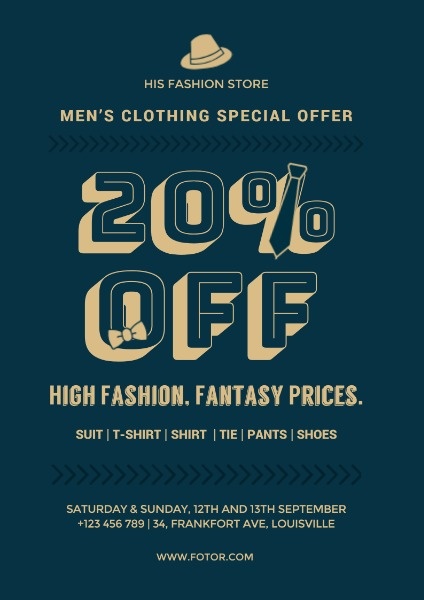 HIS FASHION STORE
MEN'S CLOTHING SPECIAL OFFER
20%
OFF
HIGH FASHION. FANTASY PRICES.
SUIT | T-SHIRT | SHIRT | TIE | PANTS | SHOES
SATURDAY & SUNDAY, 12TH AND 13TH SEPTEMBER
+123 456 789 | 34, FRANKFORT AVE, LOUISVILLE
WWW.FOTOR.COM